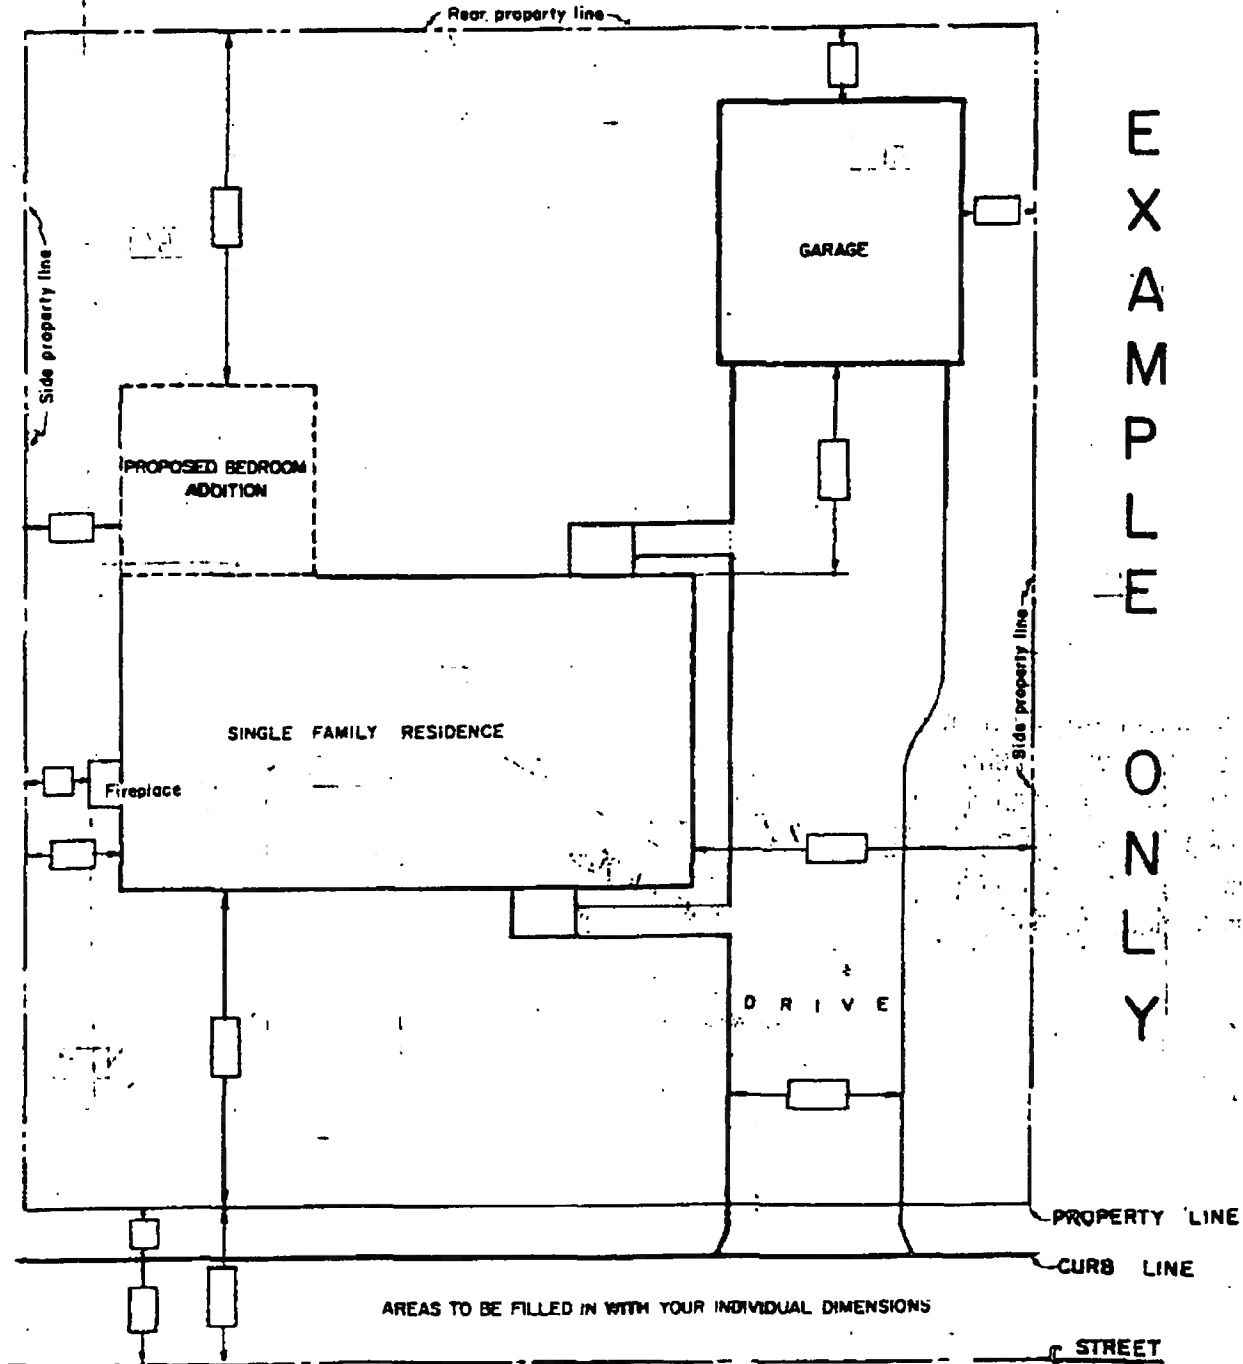 Rear property line
Side property line
GARAGE
PROPOSED BEDROOM
ADDITION
SINGLE FAMILY RESIDENCE
Fireplace
Side property line
DRIVE
EXAMPLE ONLY
PROPERTY LINE
CURB LINE
AREAS TO BE FILLED IN WITH YOUR INDIVIDUAL DIMENSIONS
STREET